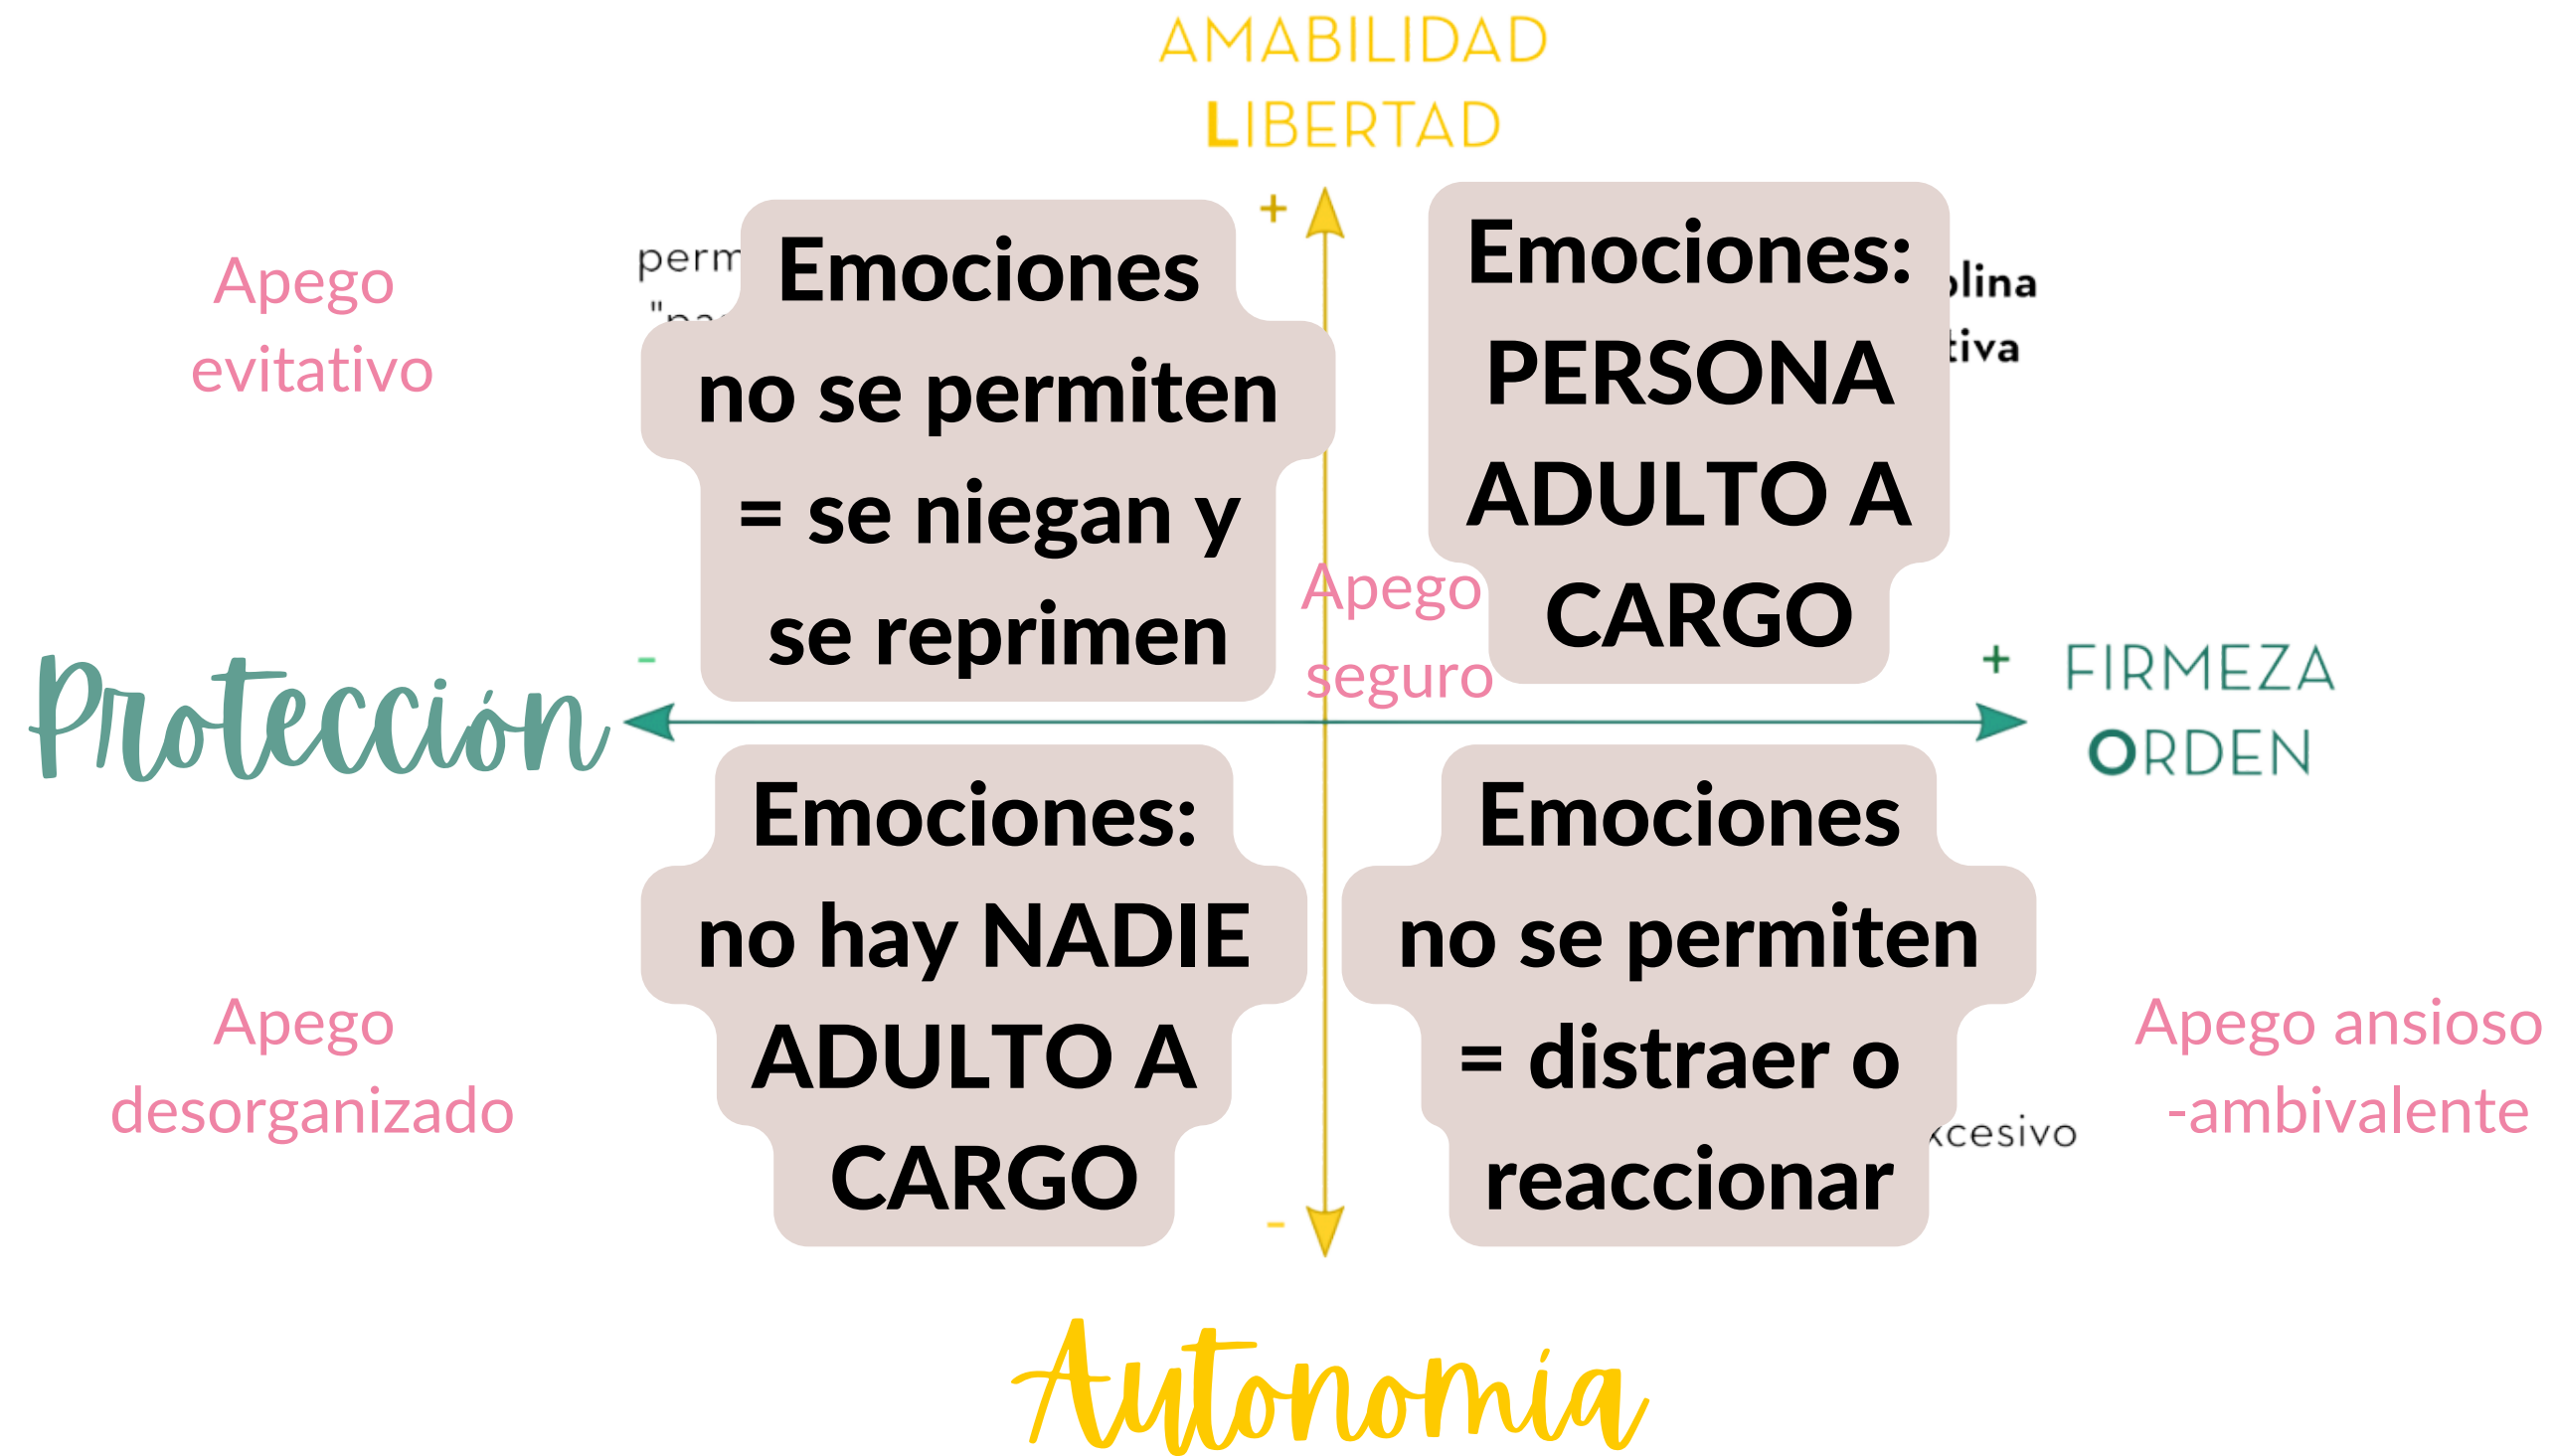 AMABILIDAD
LIBERTAD
+
Apego
evitativo
Emociones
no se permiten
= se niegan y
se reprimen
Emociones:
PERSONA
ADULTO A
CARGO
Apego
seguro
Protección
-
+
FIRMEZA
ORDEN
Emociones:
no hay NADIE
ADULTO A
CARGO
Emociones
no se permiten
= distraer o
reaccionar
Apego
desorganizado
Apego ansioso
-ambivalente
-
Autonomía